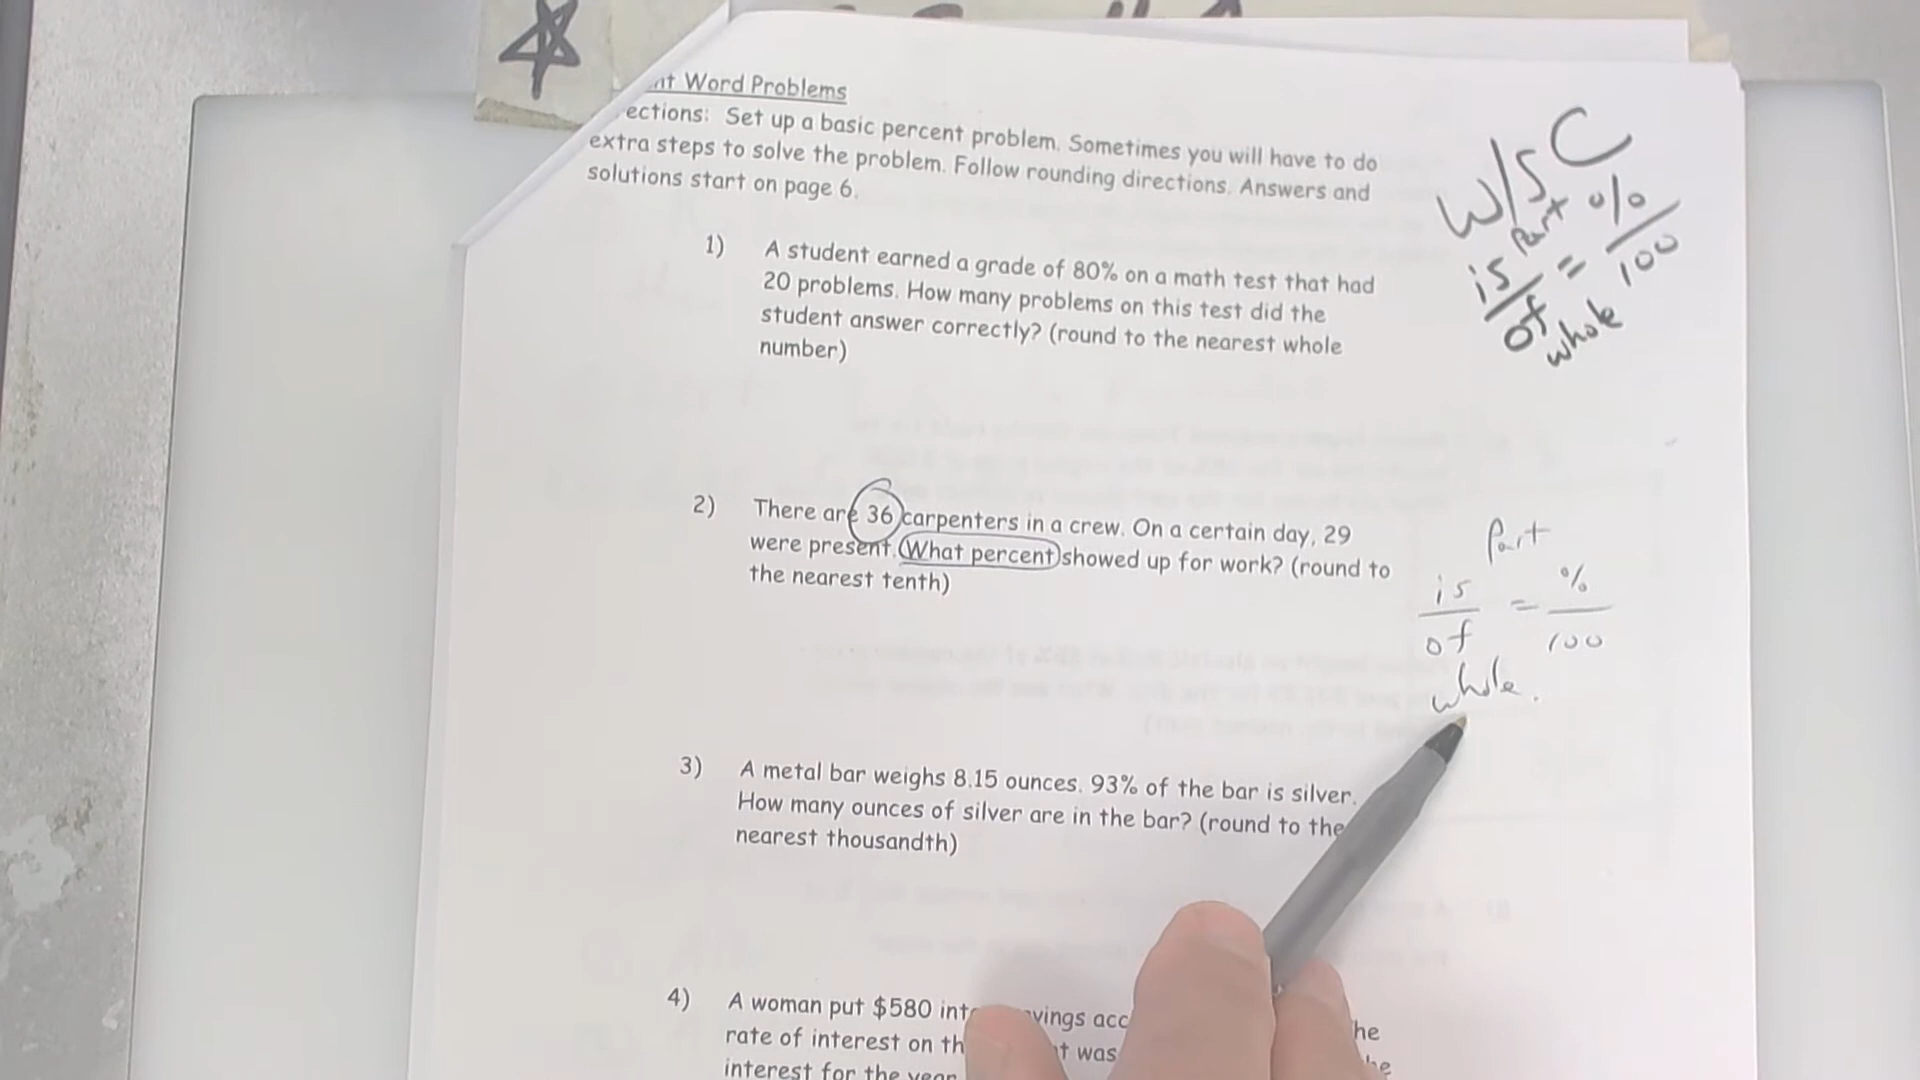 Word Problems
ections: Set up a basic percent problem. Sometimes you will have to do
extra steps to solve the problem. Follow rounding directions. Answers and
solutions start on page 6.
W/S C
part %
is = 100
of
whole
1) A student earned a grade of 80% on a math test that had
20 problems. How many problems on this test did the
student answer correctly? (round to the nearest whole
number)
2) There are 36 carpenters in a crew. On a certain day, 29
were present. What percent showed up for work? (round to
the nearest tenth)
Part
is = %
of 100
whole.
3) A metal bar weighs 8.15 ounces. 93% of the bar is silver.
How many ounces of silver are in the bar? (round to the
nearest thousandth)
4) A woman put $580 int vings acc he
rate of interest on th t was he
interest for the year